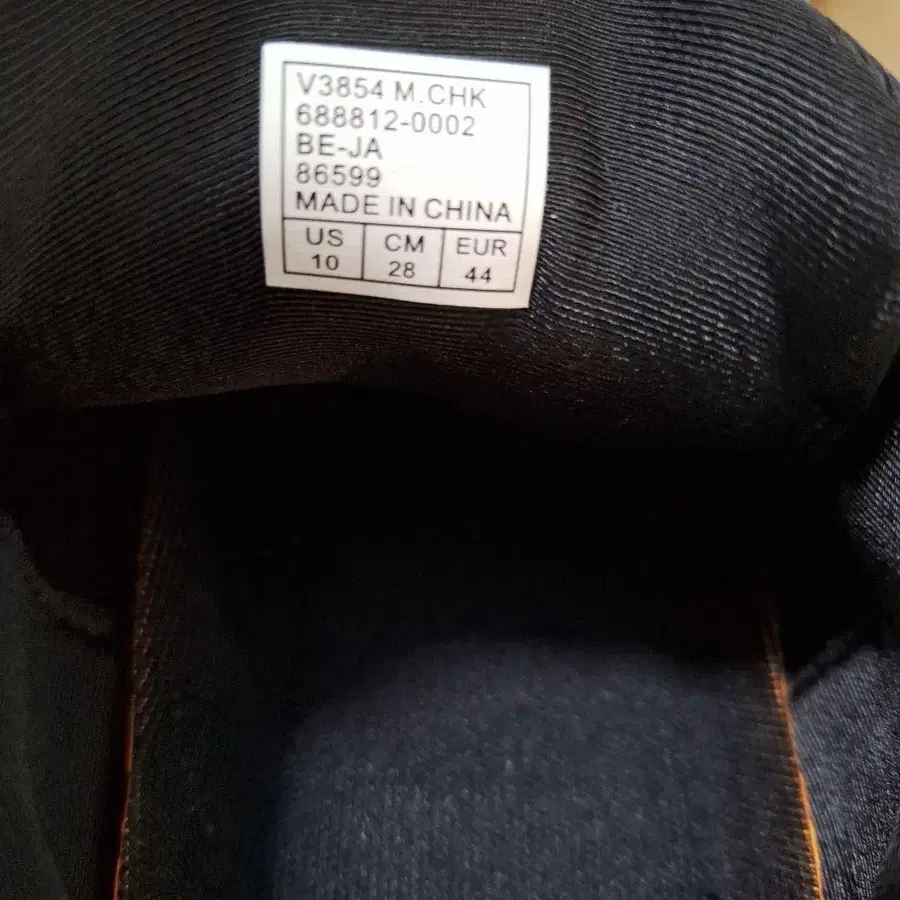 V3854 M.CHK
688812-0002
BE-JA
86599
MADE IN CHINA
US CM EUR
10 28 44